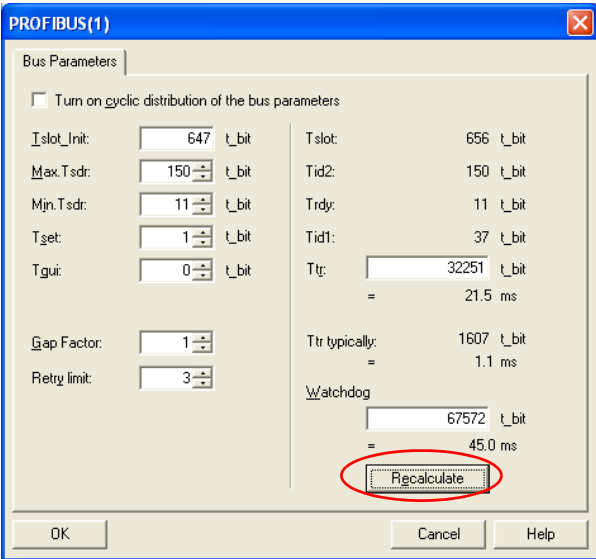 PROFIBUS(1)
Bus Parameters
Turn on cyclic distribution of the bus parameters
Tslot_Init: 647 t_bit
Max.Tsdr: 150 t_bit
Min.Tsdr: 11 t_bit
Tset: 1 t_bit
Tqui: 0 t_bit
Gap Factor: 1
Retry limit: 3
Tslot: 656 t_bit
Tid2: 150 t_bit
Trdy: 11 t_bit
Tid1: 37 t_bit
Ttr: 32251 t_bit
= 21.5 ms
Ttr typically: 1607 t_bit
= 1.1 ms
Watchdog
67572 t_bit
= 45.0 ms
Recalculate
OK Cancel Help